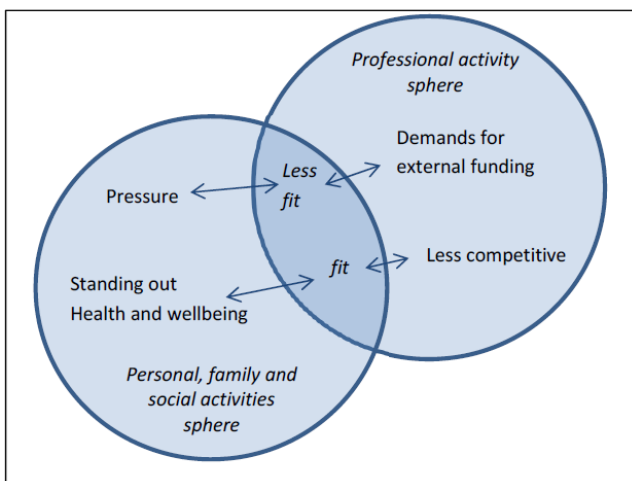 Professional activity
sphere
Demands for
external funding
Less
fit
Pressure
Less competitive
fit
Standing out
Health and wellbeing
Personal, family and
social activities
sphere